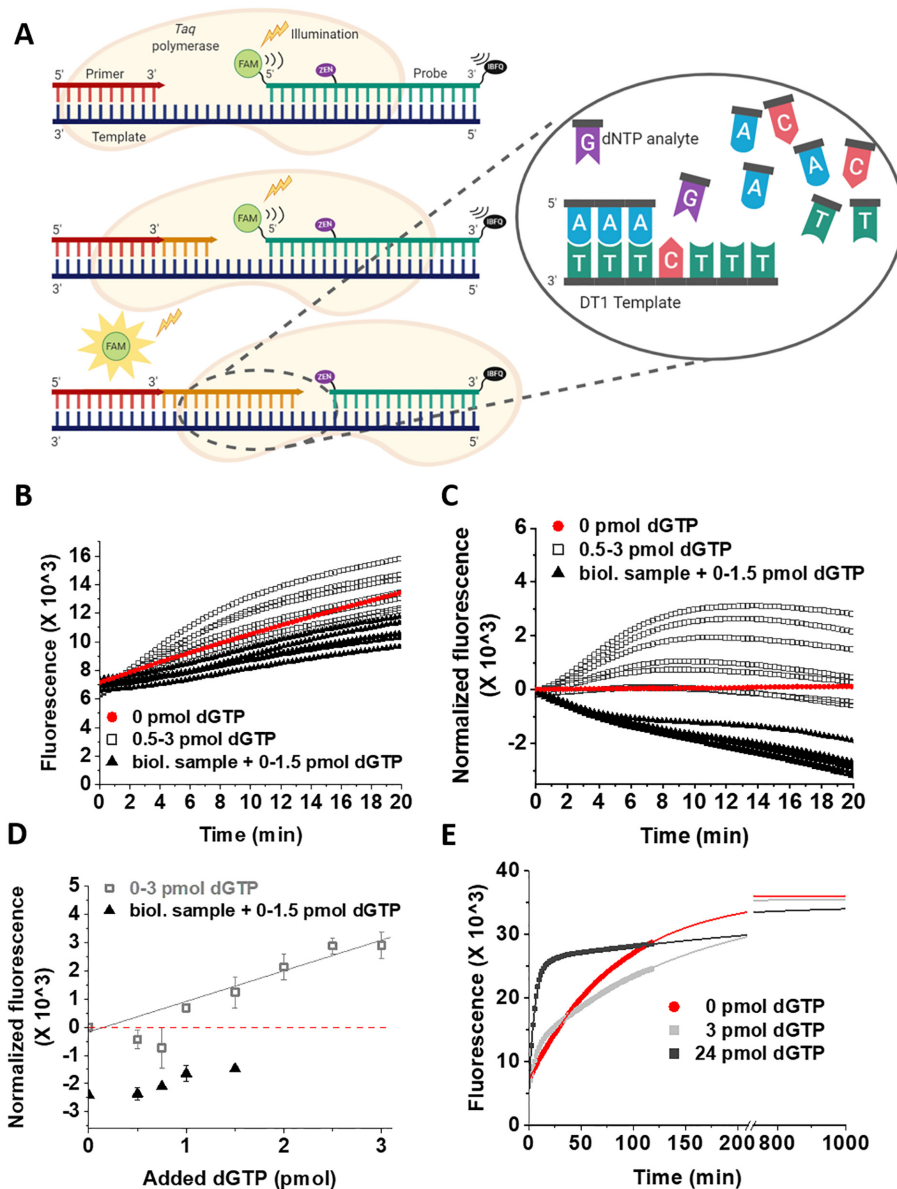 A
Taq
polymerase
Illumination
FAM
5'
Primer
3'
5'
ZEN
Probe
3'
IBFQ
3'
Template
5'
FAM
5'
3'
5'
ZEN
3'
IBFQ
3'
5'
FAM
5'
3'
ZEN
3'
IBFQ
3'
5'
G
dNTP analyte
A
C
A
C
G
A
T
T
5'
A A A
T T T C T T T
3'
DT1 Template
B
Fluorescence (X 10^3)
16
14
12
10
8
6
4
2
0
0 pmol dGTP
0.5-3 pmol dGTP
biol. sample + 0-1.5 pmol dGTP
0 2 4 6 8 10 12 14 16 18 20
Time (min)
C
Normalized fluorescence
(X 10^3)
6
4
2
0
-2
0 pmol dGTP
0.5-3 pmol dGTP
biol. sample + 0-1.5 pmol dGTP
0 2 4 6 8 10 12 14 16 18 20
Time (min)
D
Normalized fluorescence
(X 10^3)
5
4
3
2
1
0
-1
-2
-3
0-3 pmol dGTP
biol. sample + 0-1.5 pmol dGTP
0 1 2 3
Added dGTP (pmol)
E
Fluorescence (X 10^3)
40
30
20
10
0
0 pmol dGTP
3 pmol dGTP
24 pmol dGTP
0 50 100 150 200 800 1000
Time (min)